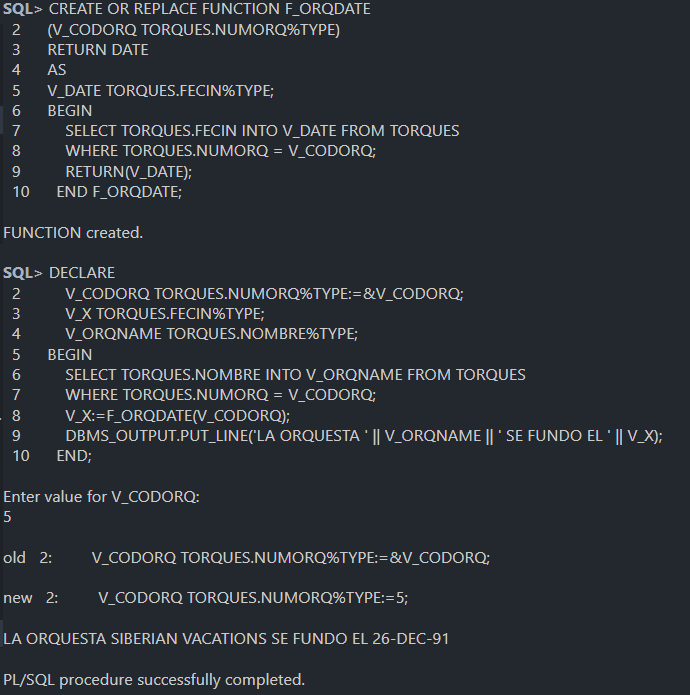 SQL> CREATE OR REPLACE FUNCTION F_ORQDATE
2 (V_CODORQ TORQUES.NUMORQ%TYPE)
3 RETURN DATE
4 AS
5 V_DATE TORQUES.FECIN%TYPE;
6 BEGIN
7 SELECT TORQUES.FECIN INTO V_DATE FROM TORQUES
8 WHERE TORQUES.NUMORQ = V_CODORQ;
9 RETURN(V_DATE);
10 END F_ORQDATE;
FUNCTION created.
SQL> DECLARE
2 V_CODORQ TORQUES.NUMORQ%TYPE:=&V_CODORQ;
3 V_X TORQUES.FECIN%TYPE;
4 V_ORQNAME TORQUES.NOMBRE%TYPE;
5 BEGIN
6 SELECT TORQUES.NOMBRE INTO V_ORQNAME FROM TORQUES
7 WHERE TORQUES.NUMORQ = V_CODORQ;
8 V_X:=F_ORQDATE(V_CODORQ);
9 DBMS_OUTPUT.PUT_LINE('LA ORQUESTA ' || V_ORQNAME || ' SE FUNDO EL ' || V_X);
10 END;
Enter value for V_CODORQ:
5
old 2: V_CODORQ TORQUES.NUMORQ%TYPE:=&V_CODORQ;
new 2: V_CODORQ TORQUES.NUMORQ%TYPE:=5;
LA ORQUESTA SIBERIAN VACATIONS SE FUNDO EL 26-DEC-91
PL/SQL procedure successfully completed.